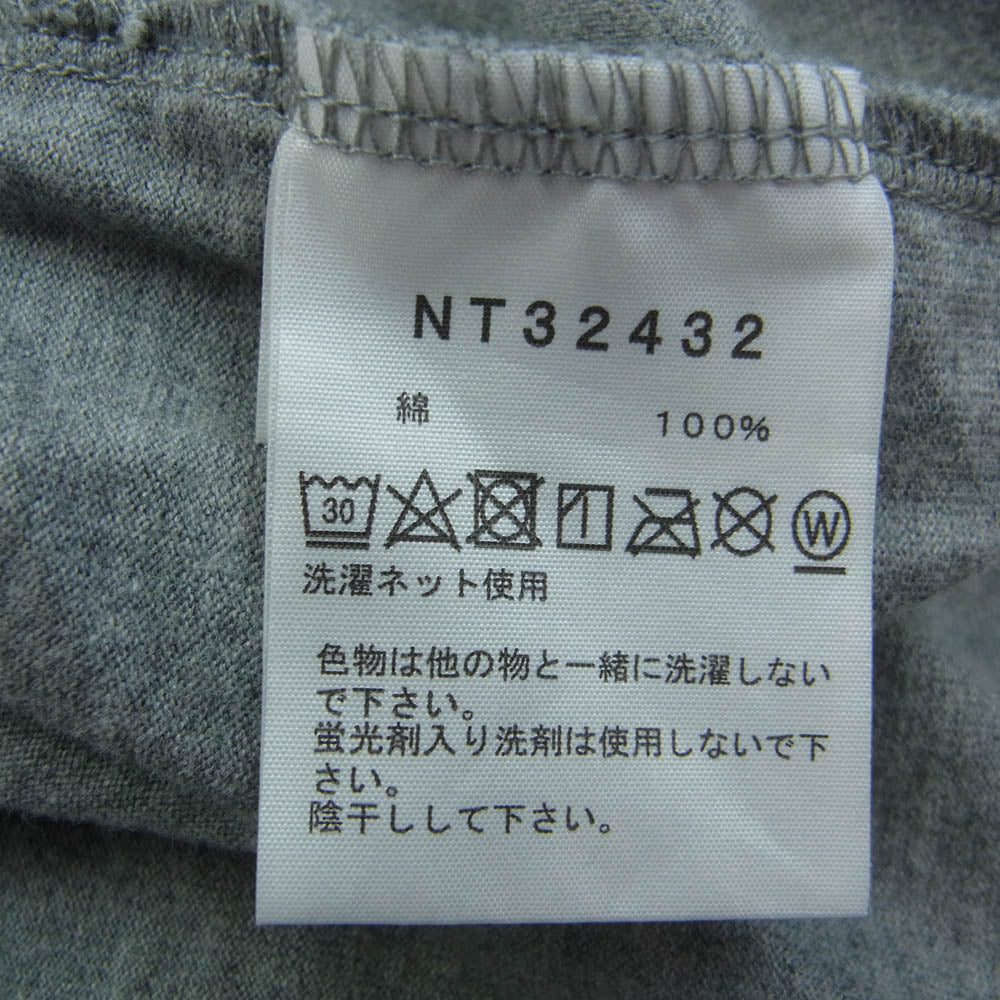 NT32432
綿 100%
30 W
洗濯ネット使用
色物は他の物と一緒に洗濯しない
で下さい。
蛍光剤入り洗剤は使用しないで下
さい。
陰干しして下さい。